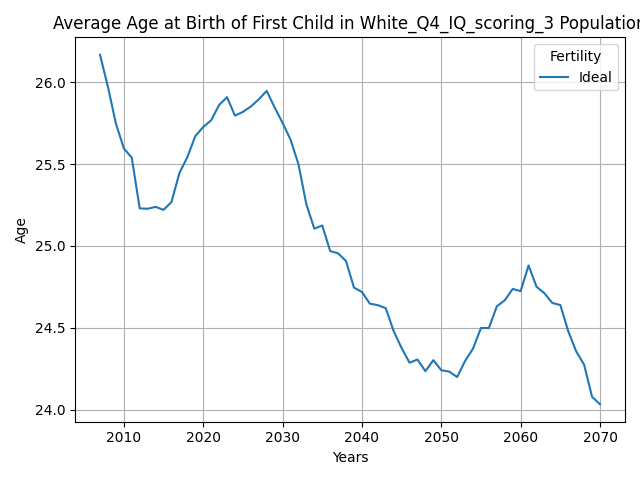 Average Age at Birth of First Child in White_Q4_IQ_scoring_3 Population
Fertility
Ideal
26.0
25.5
25.0
24.5
24.0
Age
2010 2020 2030 2040 2050 2060 2070
Years